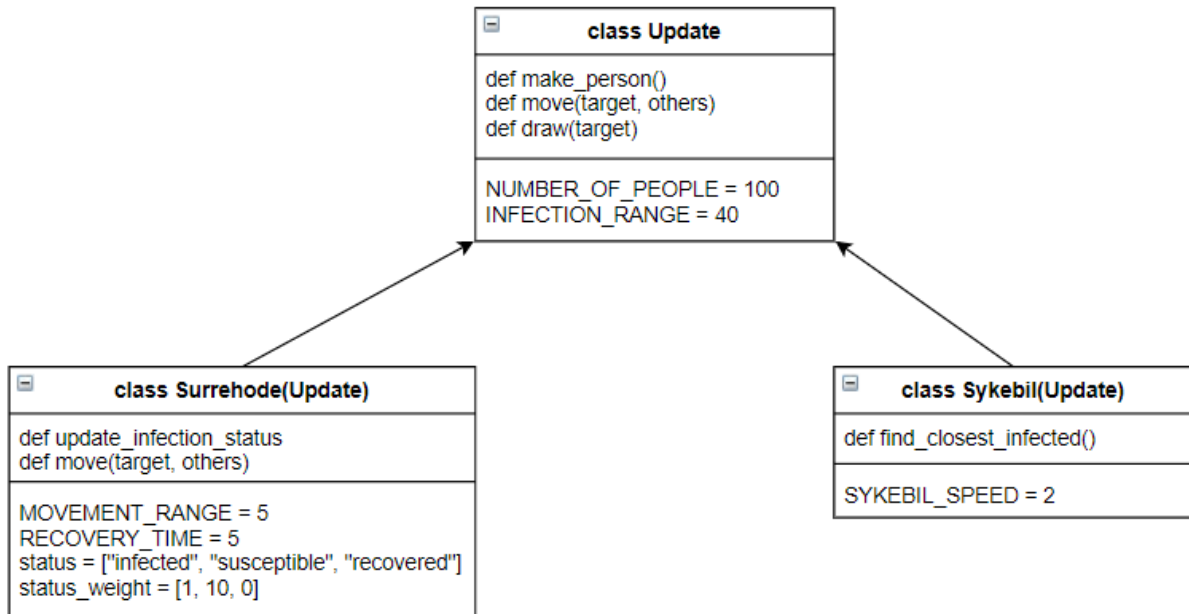 class Update
def make_person()
def move(target, others)
def draw(target)
NUMBER_OF_PEOPLE = 100
INFECTION_RANGE = 40
class Surrehode(Update)
def update_infection_status
def move(target, others)
MOVEMENT_RANGE = 5
RECOVERY_TIME = 5
status = ["infected", "susceptible", "recovered"]
status_weight = [1, 10, 0]
class Sykebil(Update)
def find_closest_infected()
SYKEBIL_SPEED = 2